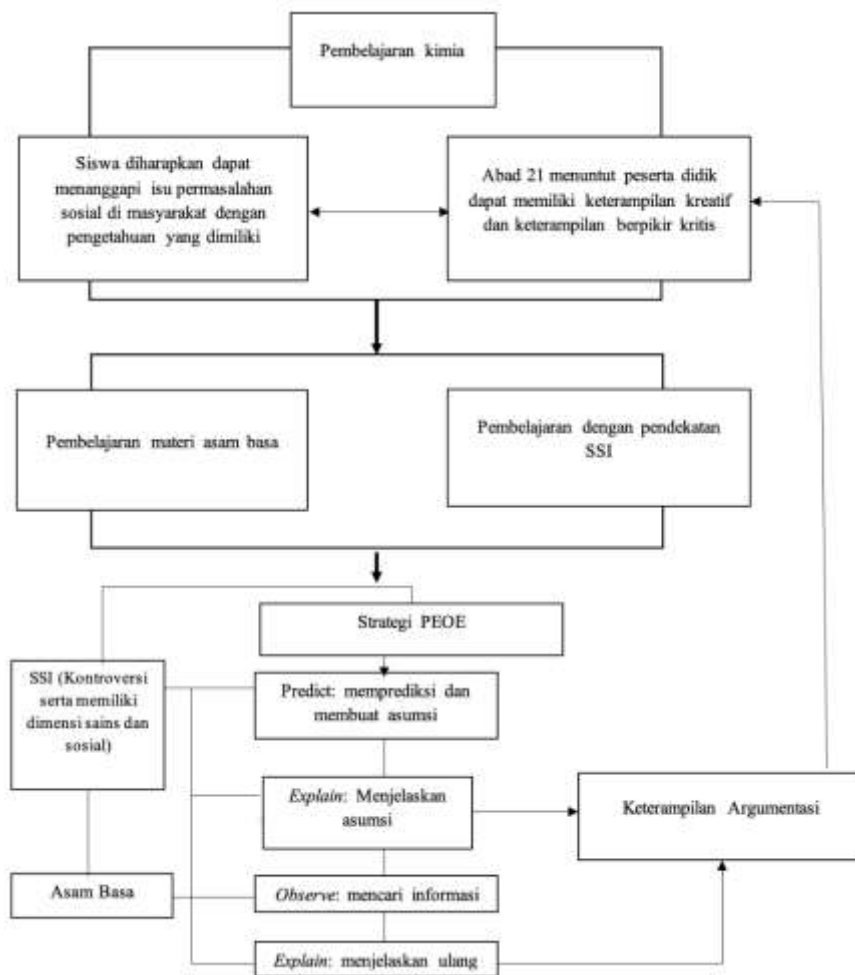 Pembelajaran kimia
Siswa diharapkan dapat
menanggapi isu permasalahan
sosial di masyarakat dengan
pengetahuan yang dimiliki
Abad 21 menuntut peserta didik
dapat memiliki keterampilan kreatif
dan keterampilan berpikir kritis
Pembelajaran materi asam basa
Pembelajaran dengan pendekatan
SSI
Strategi PEOE
SSI (Kontroversi
serta memiliki
dimensi sains dan
sosial)
Predict: memprediksi dan
membuat asumsi
Explain: Menjelaskan
asumsi
Keterampilan Argumentasi
Asam Basa
Observe: mencari informasi
Explain: menjelaskan ulang